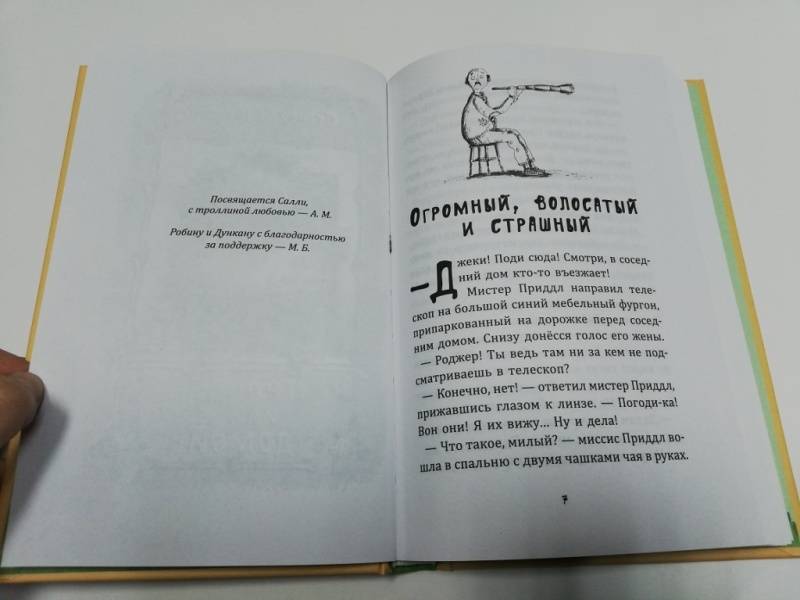 Посвящается Салли,
с троллиной любовью — А. М.
Робину и Дункану с благодарностью
за поддержку — М. Б.
Огромный, волосатый
и страшный
—Джеки! Поди сюда! Смотри, в сосед-
ний дом кто-то въезжает!
Мистер Приддл направил теле-
скоп на большой синий мебельный фургон,
припаркованный на дорожке перед сосед-
ним домом. Снизу донёсся голос его жены.
— Роджер! Ты ведь там ни за кем не под-
сматриваешь в телескоп?
— Конечно, нет! — ответил мистер Приддл,
прижавшись глазом к линзе. — Погоди-ка!
Вон они! Я их вижу... Ну и дела!
— Что такое, милый? — миссис Приддл во-
шла в спальню с двумя чашками чая в руках.
7